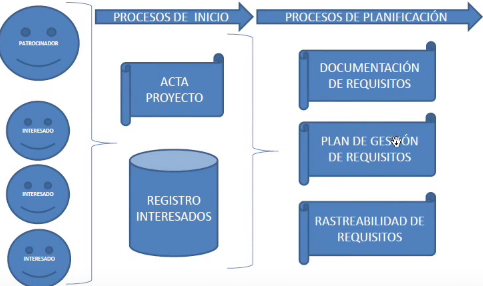 PROCESOS DE INICIO
PROCESOS DE PLANIFICACIÓN
PATROCINADOR
INTERESADO
INTERESADO
INTERESADO
ACTA
PROYECTO
REGISTRO
INTERESADOS
DOCUMENTACIÓN
DE REQUISITOS
PLAN DE GESTIÓN
DE REQUISITOS
RASTREABILIDAD DE
REQUISITOS